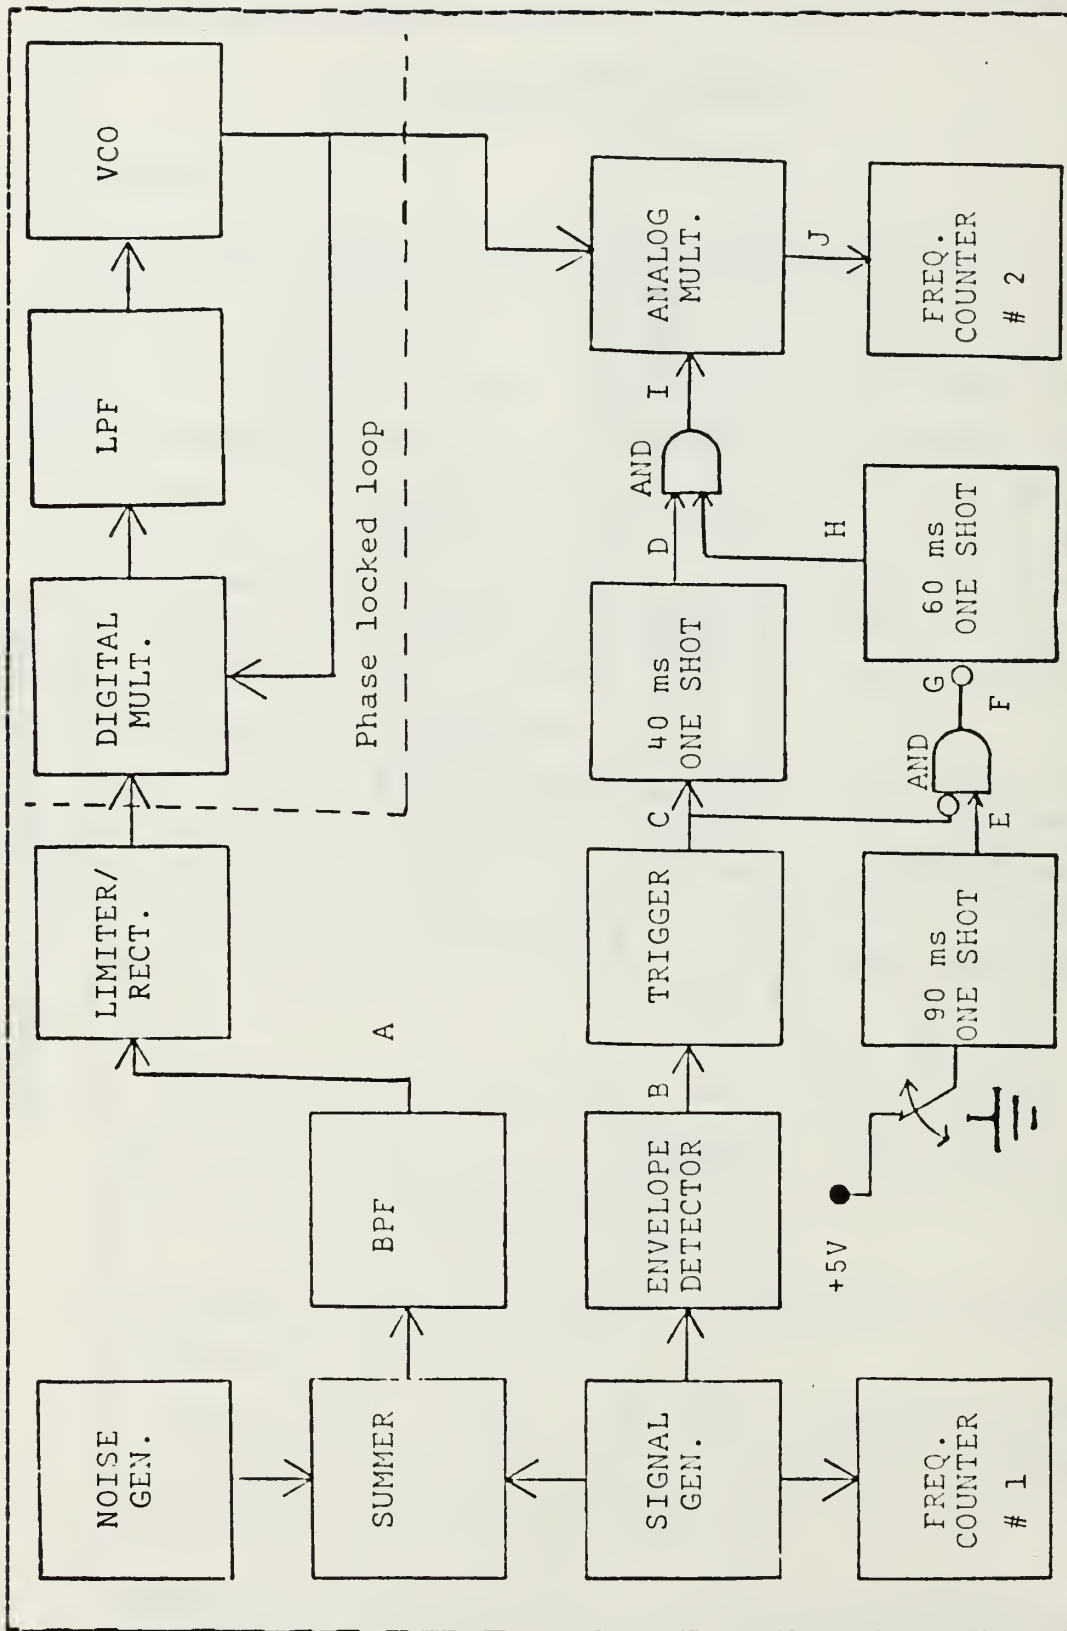 NOISE
GEN.
SUMMER
SIGNAL
GEN.
FREQ.
COUNTER
# 1
BPF
A
ENVELOPE
DETECTOR
B
+5V
LIMITER/
RECT.
TRIGGER
C
90 ms
ONE SHOT
E
AND
DIGITAL
MULT.
LPF
VCO
Phase locked loop
40 ms
ONE SHOT
D
AND
I
F
G
60 ms
ONE SHOT
H
ANALOG
MULT.
J
FREQ.
COUNTER
# 2